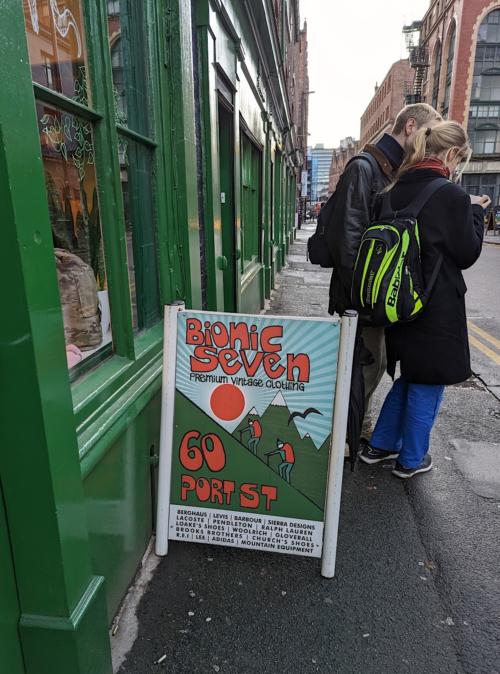 BIONIC
SEVEN
PREMIUM VINTAGE CLOTHING
60
PORT ST
BERGHAUS | LEVIS | BARBOUR | SIERRA DESIGNS
LACOSTE | PENDLETON | RALPH LAUREN
LOAKE'S SHOES | WOOLRICH | GLOVERALL
BROOKS BROTHERS | CHURCH'S SHOES
R.B.I | LEE | ADIDAS | MOUNTAIN EQUIPMENT